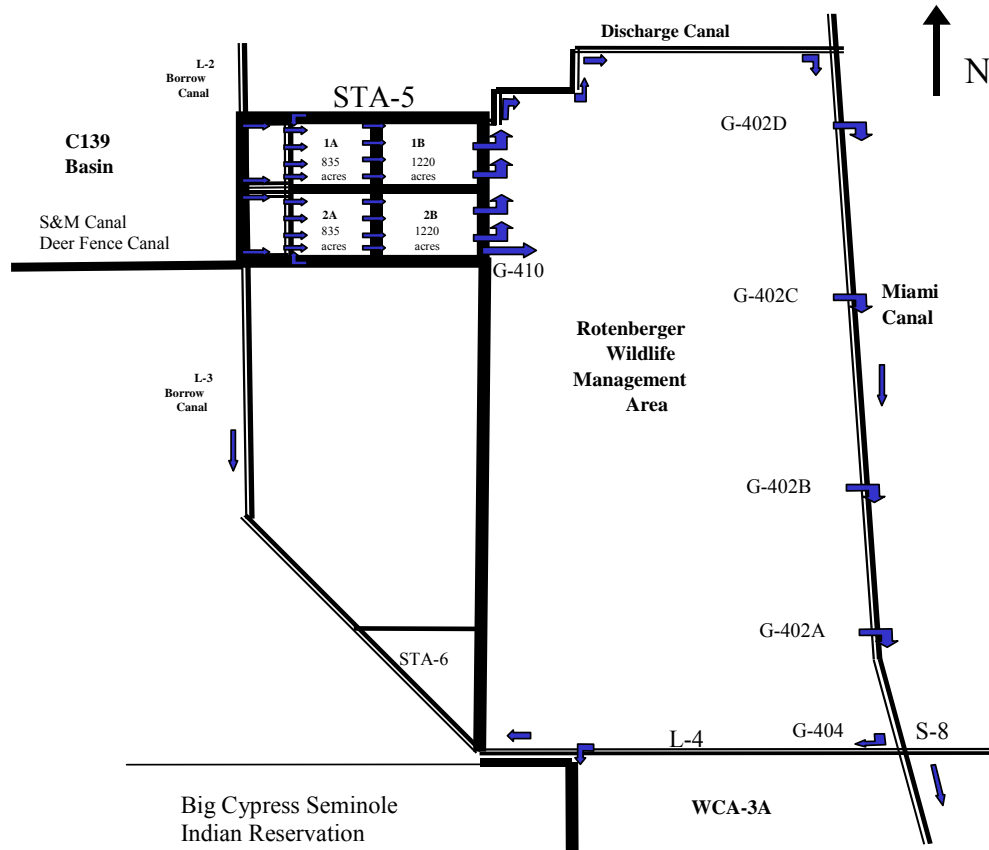 Discharge Canal
L-2
Borrow
Canal
N
STA-5
G-402D
C139
Basin
1A
835
acres
1B
1220
acres
S&M Canal
Deer Fence Canal
2A
835
acres
2B
1220
acres
G-410
G-402C
Miami
Canal
Rotenberger
Wildlife
Management
Area
L-3
Borrow
Canal
G-402B
G-402A
STA-6
L-4
G-404
S-8
Big Cypress Seminole
Indian Reservation
WCA-3A